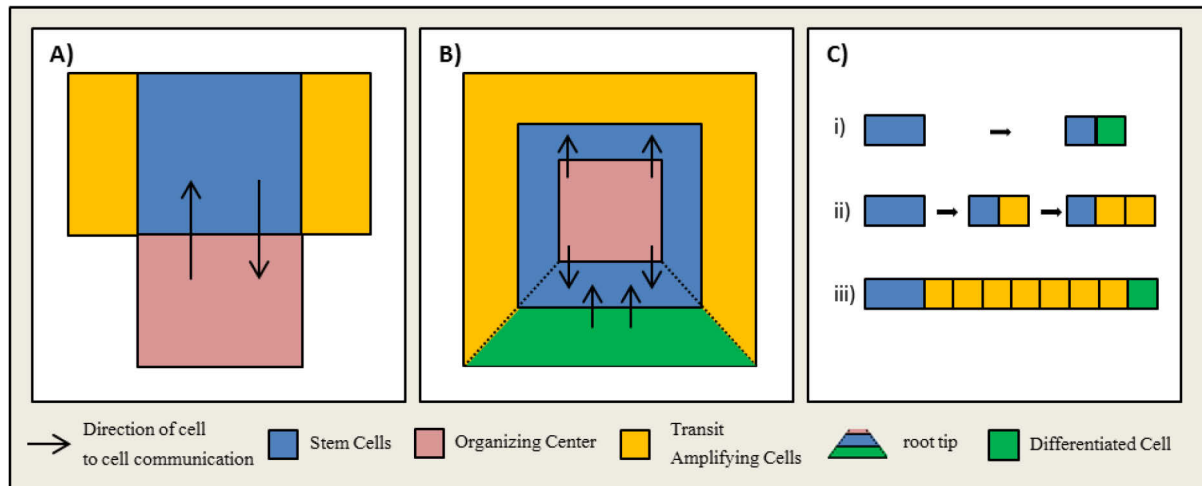 A)
B)
C)
i)
ii)
iii)
Direction of cell
to cell communication
Stem Cells
Organizing Center
Transit
Amplifying Cells
root tip
Differentiated Cell